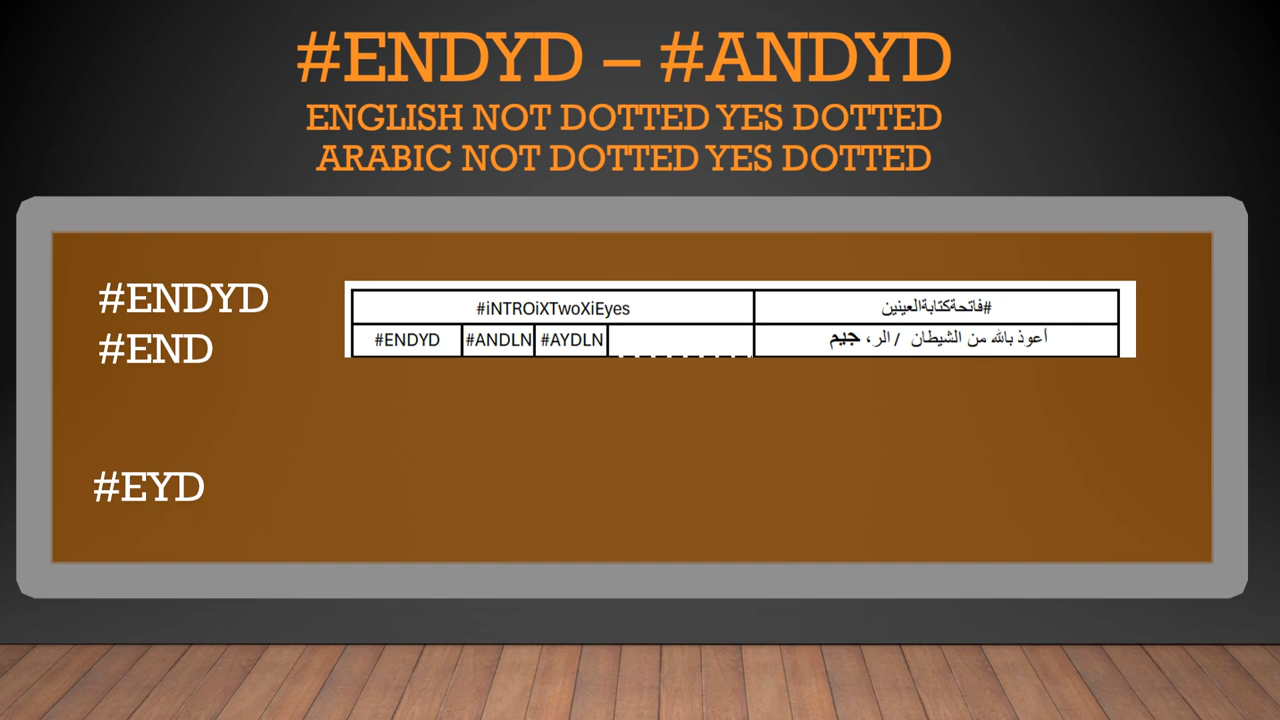 #ENDYD – #ANDYD
ENGLISH NOT DOTTED YES DOTTED
ARABIC NOT DOTTED YES DOTTED
#ENDYD
#END
#EYD
#iNTROiXTwoXiEyes
#فاتحةكتابةالعينين
#ENDYD #ANDLN #AYDLN
أعوذ بالله من الشيطان / الر، جيم